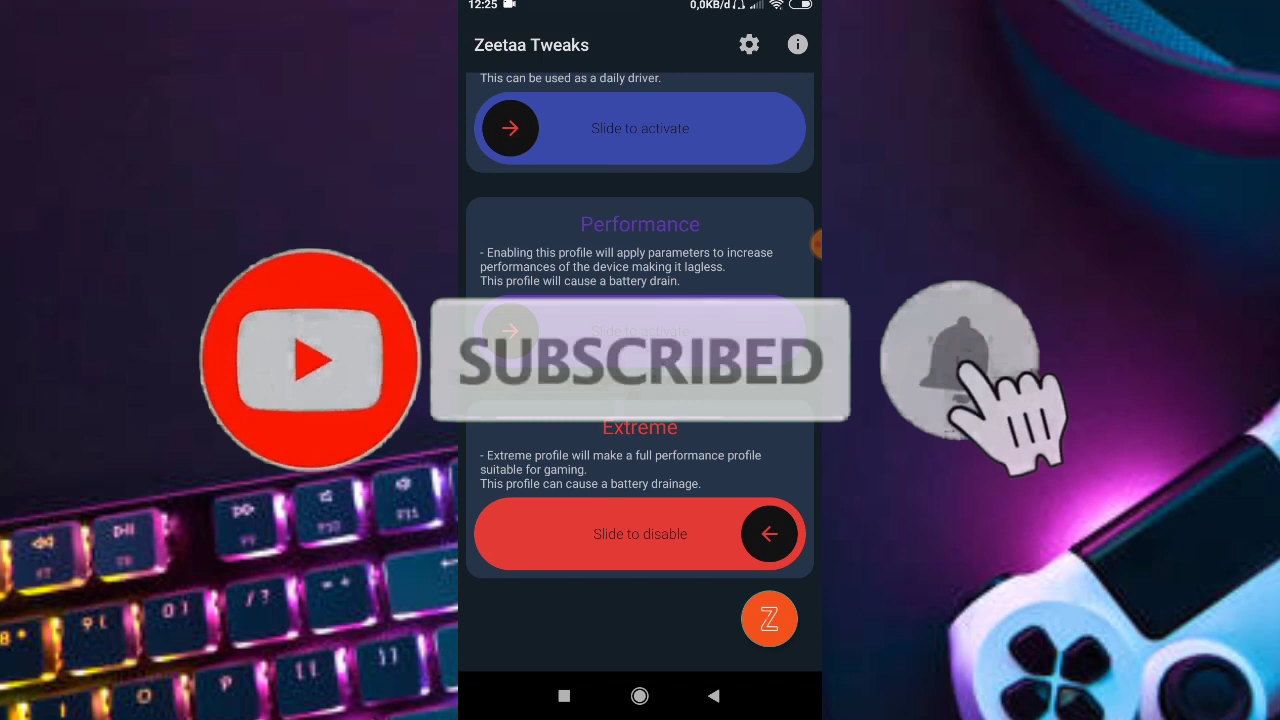 12:25
0,0KB/d
Zeetaa Tweaks
This can be used as a daily driver.
Slide to activate
Performance
- Enabling this profile will apply parameters to increase
performances of the device making it lagless.
This profile will cause a battery drain.
Slide to activate
SUBSCRIBED
Extreme
- Extreme profile will make a full performance profile
suitable for gaming.
This profile can cause a battery drainage.
Slide to disable
Z